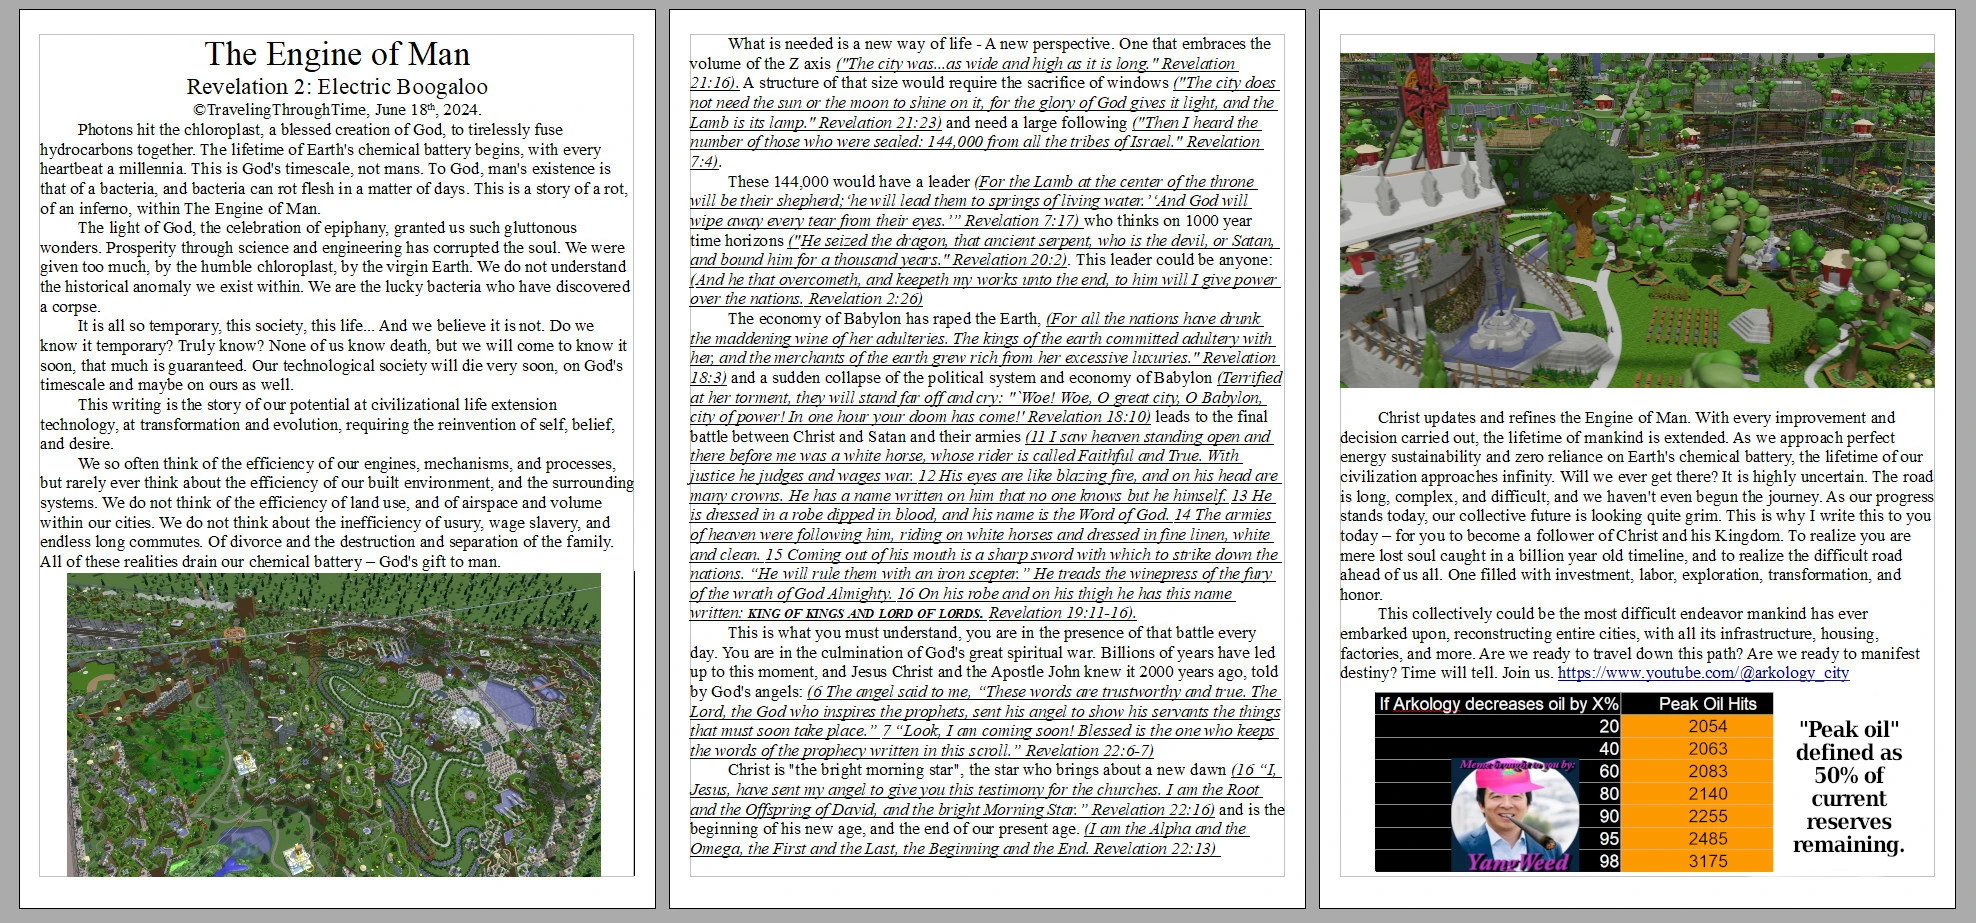 The Engine of Man
Revelation 2: Electric Boogaloo
©TravelingThroughTime, June 18th, 2024.
Photons hit the chloroplast, a blessed creation of God, to tirelessly fuse
hydrocarbons together. The lifetime of Earth's chemical battery begins, with every
heartbeat a millennia. This is God's timescale, not mans. To God, man's existence is
that of a bacteria, and bacteria can rot flesh in a matter of days. This is a story of a rot,
of an inferno, within The Engine of Man.
The light of God, the celebration of epiphany, granted us such gluttonous
wonders. Prosperity through science and engineering has corrupted the soul. We were
given too much, by the humble chloroplast, by the virgin Earth. We do not understand
the historical anomaly we exist within. We are the lucky bacteria who have discovered
a corpse.
It is all so temporary, this society, this life... And we believe it is not. Do we
know it temporary? Truly know? None of us know death, but we will come to know it
soon, that much is guaranteed. Our technological society will die very soon, on God's
timescale and maybe on ours as well.
This writing is the story of our potential at civilizational life extension
technology, at transformation and evolution, requiring the reinvention of self, belief,
and desire.
We so often think of the efficiency of our engines, mechanisms, and processes,
but rarely ever think about the efficiency of our built environment, and the surrounding
systems. We do not think of the efficiency of land use, and of airspace and volume
within our cities. We do not think about the inefficiency of usury, wage slavery, and
endless long commutes. Of divorce and the destruction and separation of the family.
All of these realities drain our chemical battery – God's gift to man.
What is needed is a new way of life - A new perspective. One that embraces the
volume of the Z axis ("The city was...as wide and high as it is long." Revelation
21:16). A structure of that size would require the sacrifice of windows ("The city does
not need the sun or the moon to shine on it, for the glory of God gives it light, and the
Lamb is its lamp." Revelation 21:23) and need a large following ("Then I heard the
number of those who were sealed: 144,000 from all the tribes of Israel." Revelation
7:4).
These 144,000 would have a leader (For the Lamb at the center of the throne
will be their shepherd; ‘he will lead them to springs of living water.’ ‘And God will
wipe away every tear from their eyes.’” Revelation 7:17) who thinks on 1000 year
time horizons ("He seized the dragon, that ancient serpent, who is the devil, or Satan,
and bound him for a thousand years." Revelation 20:2). This leader could be anyone:
(And he that overcometh, and keepeth my works unto the end, to him will I give power
over the nations. Revelation 2:26)
The economy of Babylon has raped the Earth, (For all the nations have drunk
the maddening wine of her adulteries. The kings of the earth committed adultery with
her, and the merchants of the earth grew rich from her excessive luxuries." Revelation
18:3) and a sudden collapse of the political system and economy of Babylon (Terrified
at her torment, they will stand far off and cry: "`Woe! Woe, O great city, O Babylon,
city of power! In one hour your doom has come!' Revelation 18:10) leads to the final
battle between Christ and Satan and their armies (11 I saw heaven standing open and
there before me was a white horse, whose rider is called Faithful and True. With
justice he judges and wages war. 12 His eyes are like blazing fire, and on his head are
many crowns. He has a name written on him that no one knows but he himself. 13 He
is dressed in a robe dipped in blood, and his name is the Word of God. 14 The armies
of heaven were following him, riding on white horses and dressed in fine linen, white
and clean. 15 Coming out of his mouth is a sharp sword with which to strike down the
nations. “He will rule them with an iron scepter.” He treads the winepress of the fury
of the wrath of God Almighty. 16 On his robe and on his thigh he has this name
written: KING OF KINGS AND LORD OF LORDS. Revelation 19:11-16).
This is what you must understand, you are in the presence of that battle every
day. You are in the culmination of God's great spiritual war. Billions of years have led
up to this moment, and Jesus Christ and the Apostle John knew it 2000 years ago, told
by God's angels: (6 The angel said to me, “These words are trustworthy and true. The
Lord, the God who inspires the prophets, sent his angel to show his servants the things
that must soon take place.” 7 “Look, I am coming soon! Blessed is the one who keeps
the words of the prophecy written in this scroll.” Revelation 22:6-7)
Christ is "the bright morning star", the star who brings about a new dawn (16 “I,
Jesus, have sent my angel to give you this testimony for the churches. I am the Root
and the Offspring of David, and the bright Morning Star.” Revelation 22:16) and is the
beginning of his new age, and the end of our present age. (I am the Alpha and the
Omega, the First and the Last, the Beginning and the End. Revelation 22:13)
Christ updates and refines the Engine of Man. With every improvement and
decision carried out, the lifetime of mankind is extended. As we approach perfect
energy sustainability and zero reliance on Earth's chemical battery, the lifetime of our
civilization approaches infinity. Will we ever get there? It is highly uncertain. The road
is long, complex, and difficult, and we haven't even begun the journey. As our progress
stands today, our collective future is looking quite grim. This is why I write this to you
today – for you to become a follower of Christ and his Kingdom. To realize you are
mere lost soul caught in a billion year old timeline, and to realize the difficult road
ahead of us all. One filled with investment, labor, exploration, transformation, and
honor.
This collectively could be the most difficult endeavor mankind has ever
embarked upon, reconstructing entire cities, with all its infrastructure, housing,
factories, and more. Are we ready to travel down this path? Are we ready to manifest
destiny? Time will tell. Join us. https://www.youtube.com/@arkology_city
If Arkology decreases oil by X% Peak Oil Hits
20 2054
40 2063
60 2083
80 2140
90 2255
95 2485
98 3175
Meme brought to you by:
YangWeed
"Peak oil"
defined as
50% of
current
reserves
remaining.